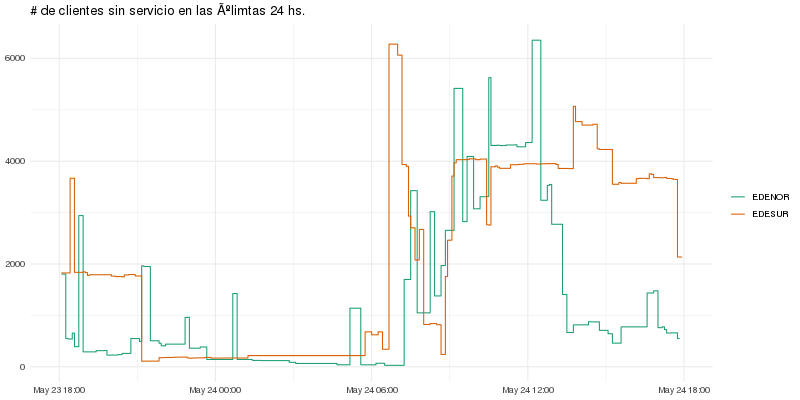 # de clientes sin servicio en las Ãºlimtas 24 hs.
6000
4000
2000
0
May 23 18:00
May 24 00:00
May 24 06:00
May 24 12:00
May 24 18:00
EDENOR
EDESUR